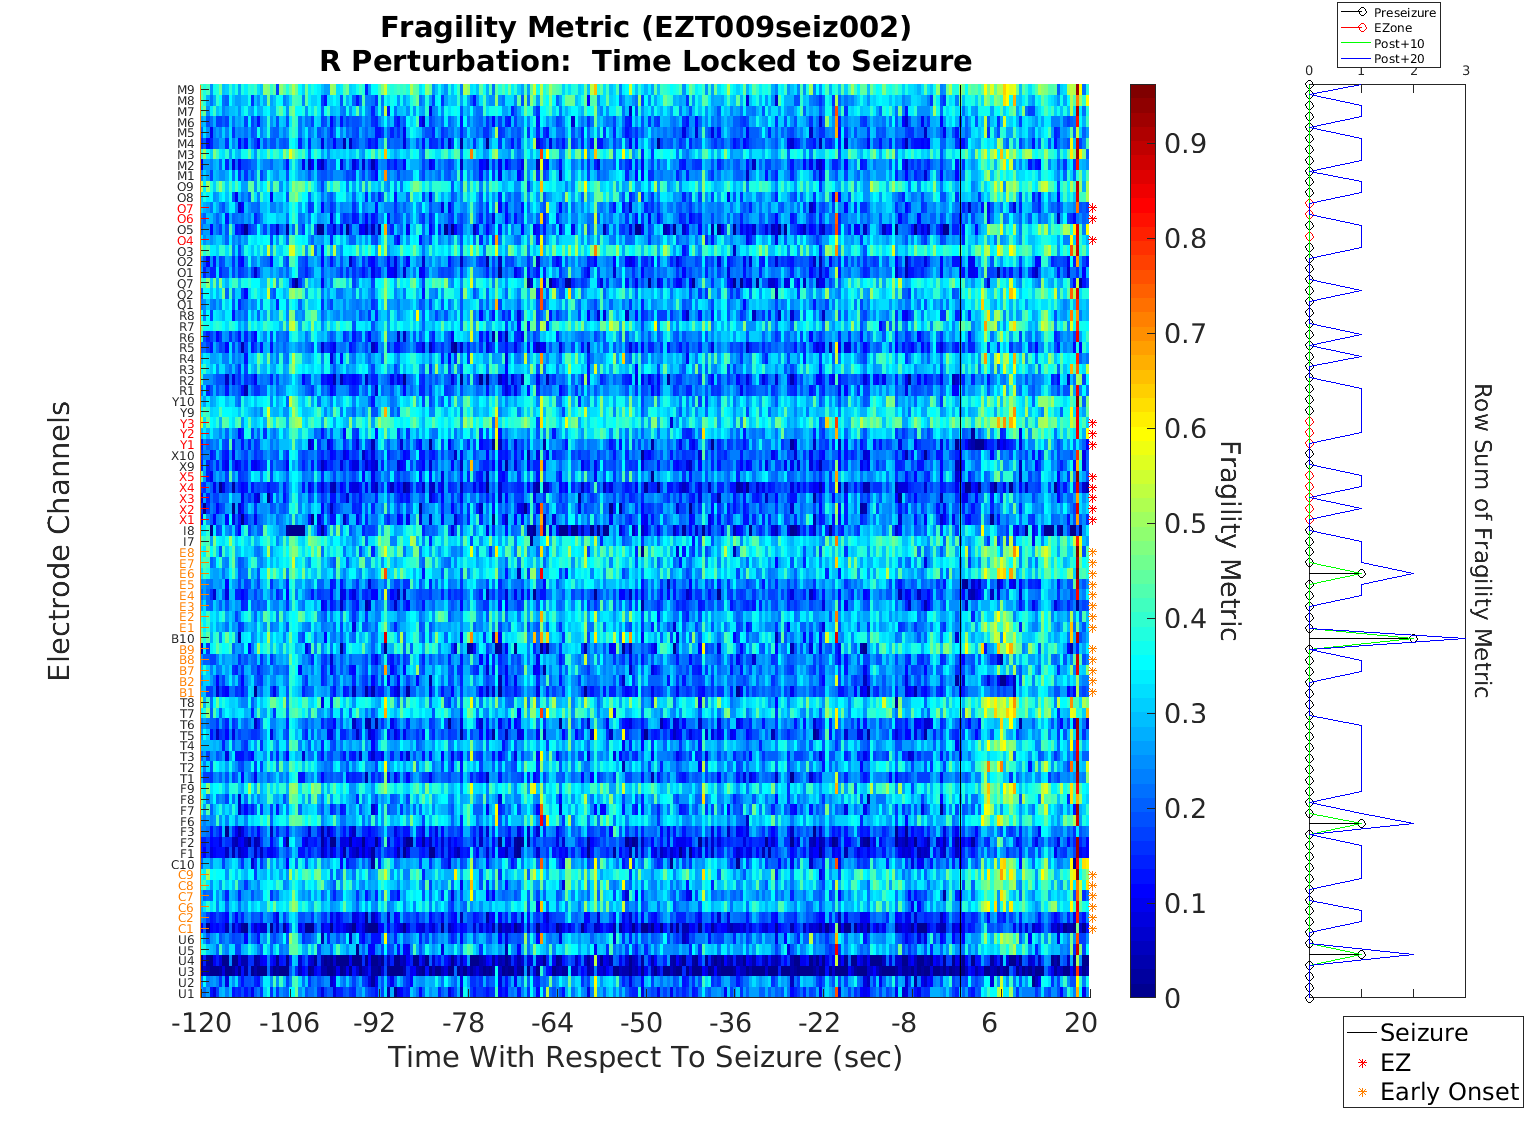 Fragility Metric (EZT009seiz002)
R Perturbation:  Time Locked to Seizure
Electrode Channels
M9
M8
M7
M6
M5
M4
M3
M2
M1
O9
O8
O7
O6
O5
O4
O3
O2
O1
Q7
Q2
Q1
R8
R7
R6
R5
R4
R3
R2
R1
Y10
Y9
Y3
Y2
Y1
X10
X9
X5
X4
X3
X2
X1
I8
I7
E8
E7
E6
E5
E4
E3
E2
E1
B10
B9
B8
B7
B2
B1
T8
T7
T6
T5
T4
T3
T2
T1
F9
F8
F7
F6
F3
F2
F1
C10
C9
C8
C7
C6
C2
C1
U6
U5
U4
U3
U2
U1
-120 -106 -92 -78 -64 -50 -36 -22 -8 6 20
Time With Respect To Seizure (sec)
0.9
0.8
0.7
0.6
0.5
0.4
0.3
0.2
0.1
0
Fragility Metric
Preseizure
EZone
Post+10
Post+20
0 1 2 3
Row Sum of Fragility Metric
Seizure
EZ
Early Onset